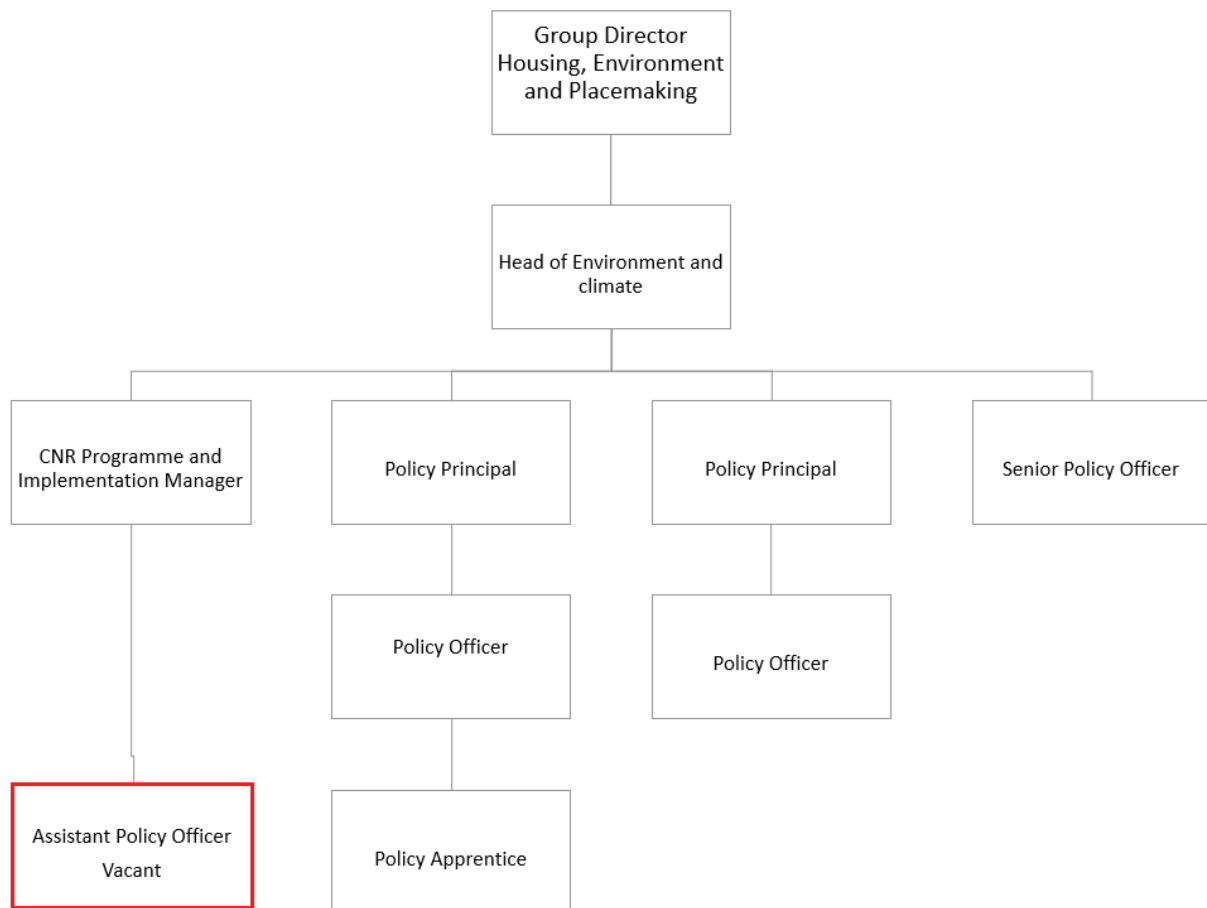 Group Director
Housing, Environment
and Placemaking
Head of Environment and
climate
CNR Programme and
Implementation Manager
Policy Principal
Policy Principal
Senior Policy Officer
Policy Officer
Policy Officer
Assistant Policy Officer
Vacant
Policy Apprentice